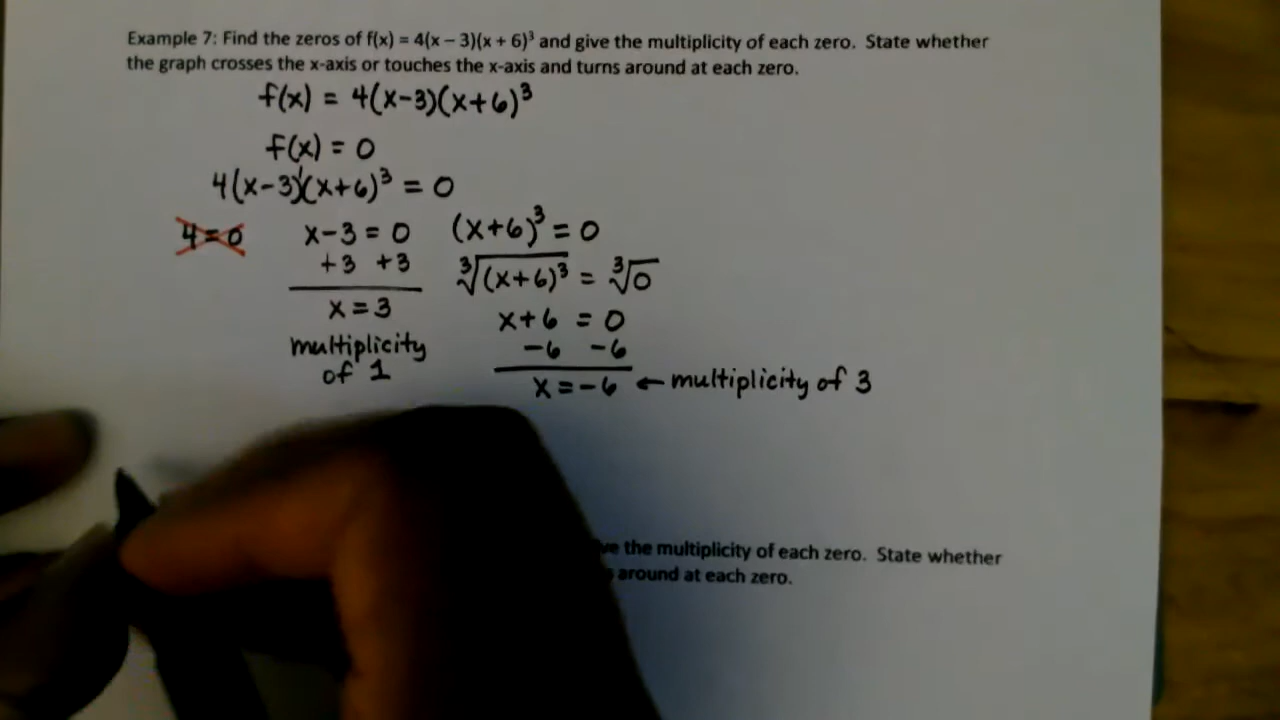 Example 7: Find the zeros of f(x) = 4(x – 3)(x + 6)³ and give the multiplicity of each zero. State whether
the graph crosses the x-axis or touches the x-axis and turns around at each zero.
f(x) = 4(x-3)(x+6)³
f(x) = 0
4(x-3)¹(x+6)³ = 0
4=0 x-3 = 0 (x+6)³ = 0
+3 +3 ∛(x+6)³ = ∛0
x = 3 x+6 = 0
multiplicity -6 -6
of 1 x = -6 ← multiplicity of 3
the multiplicity of each zero. State whether
around at each zero.